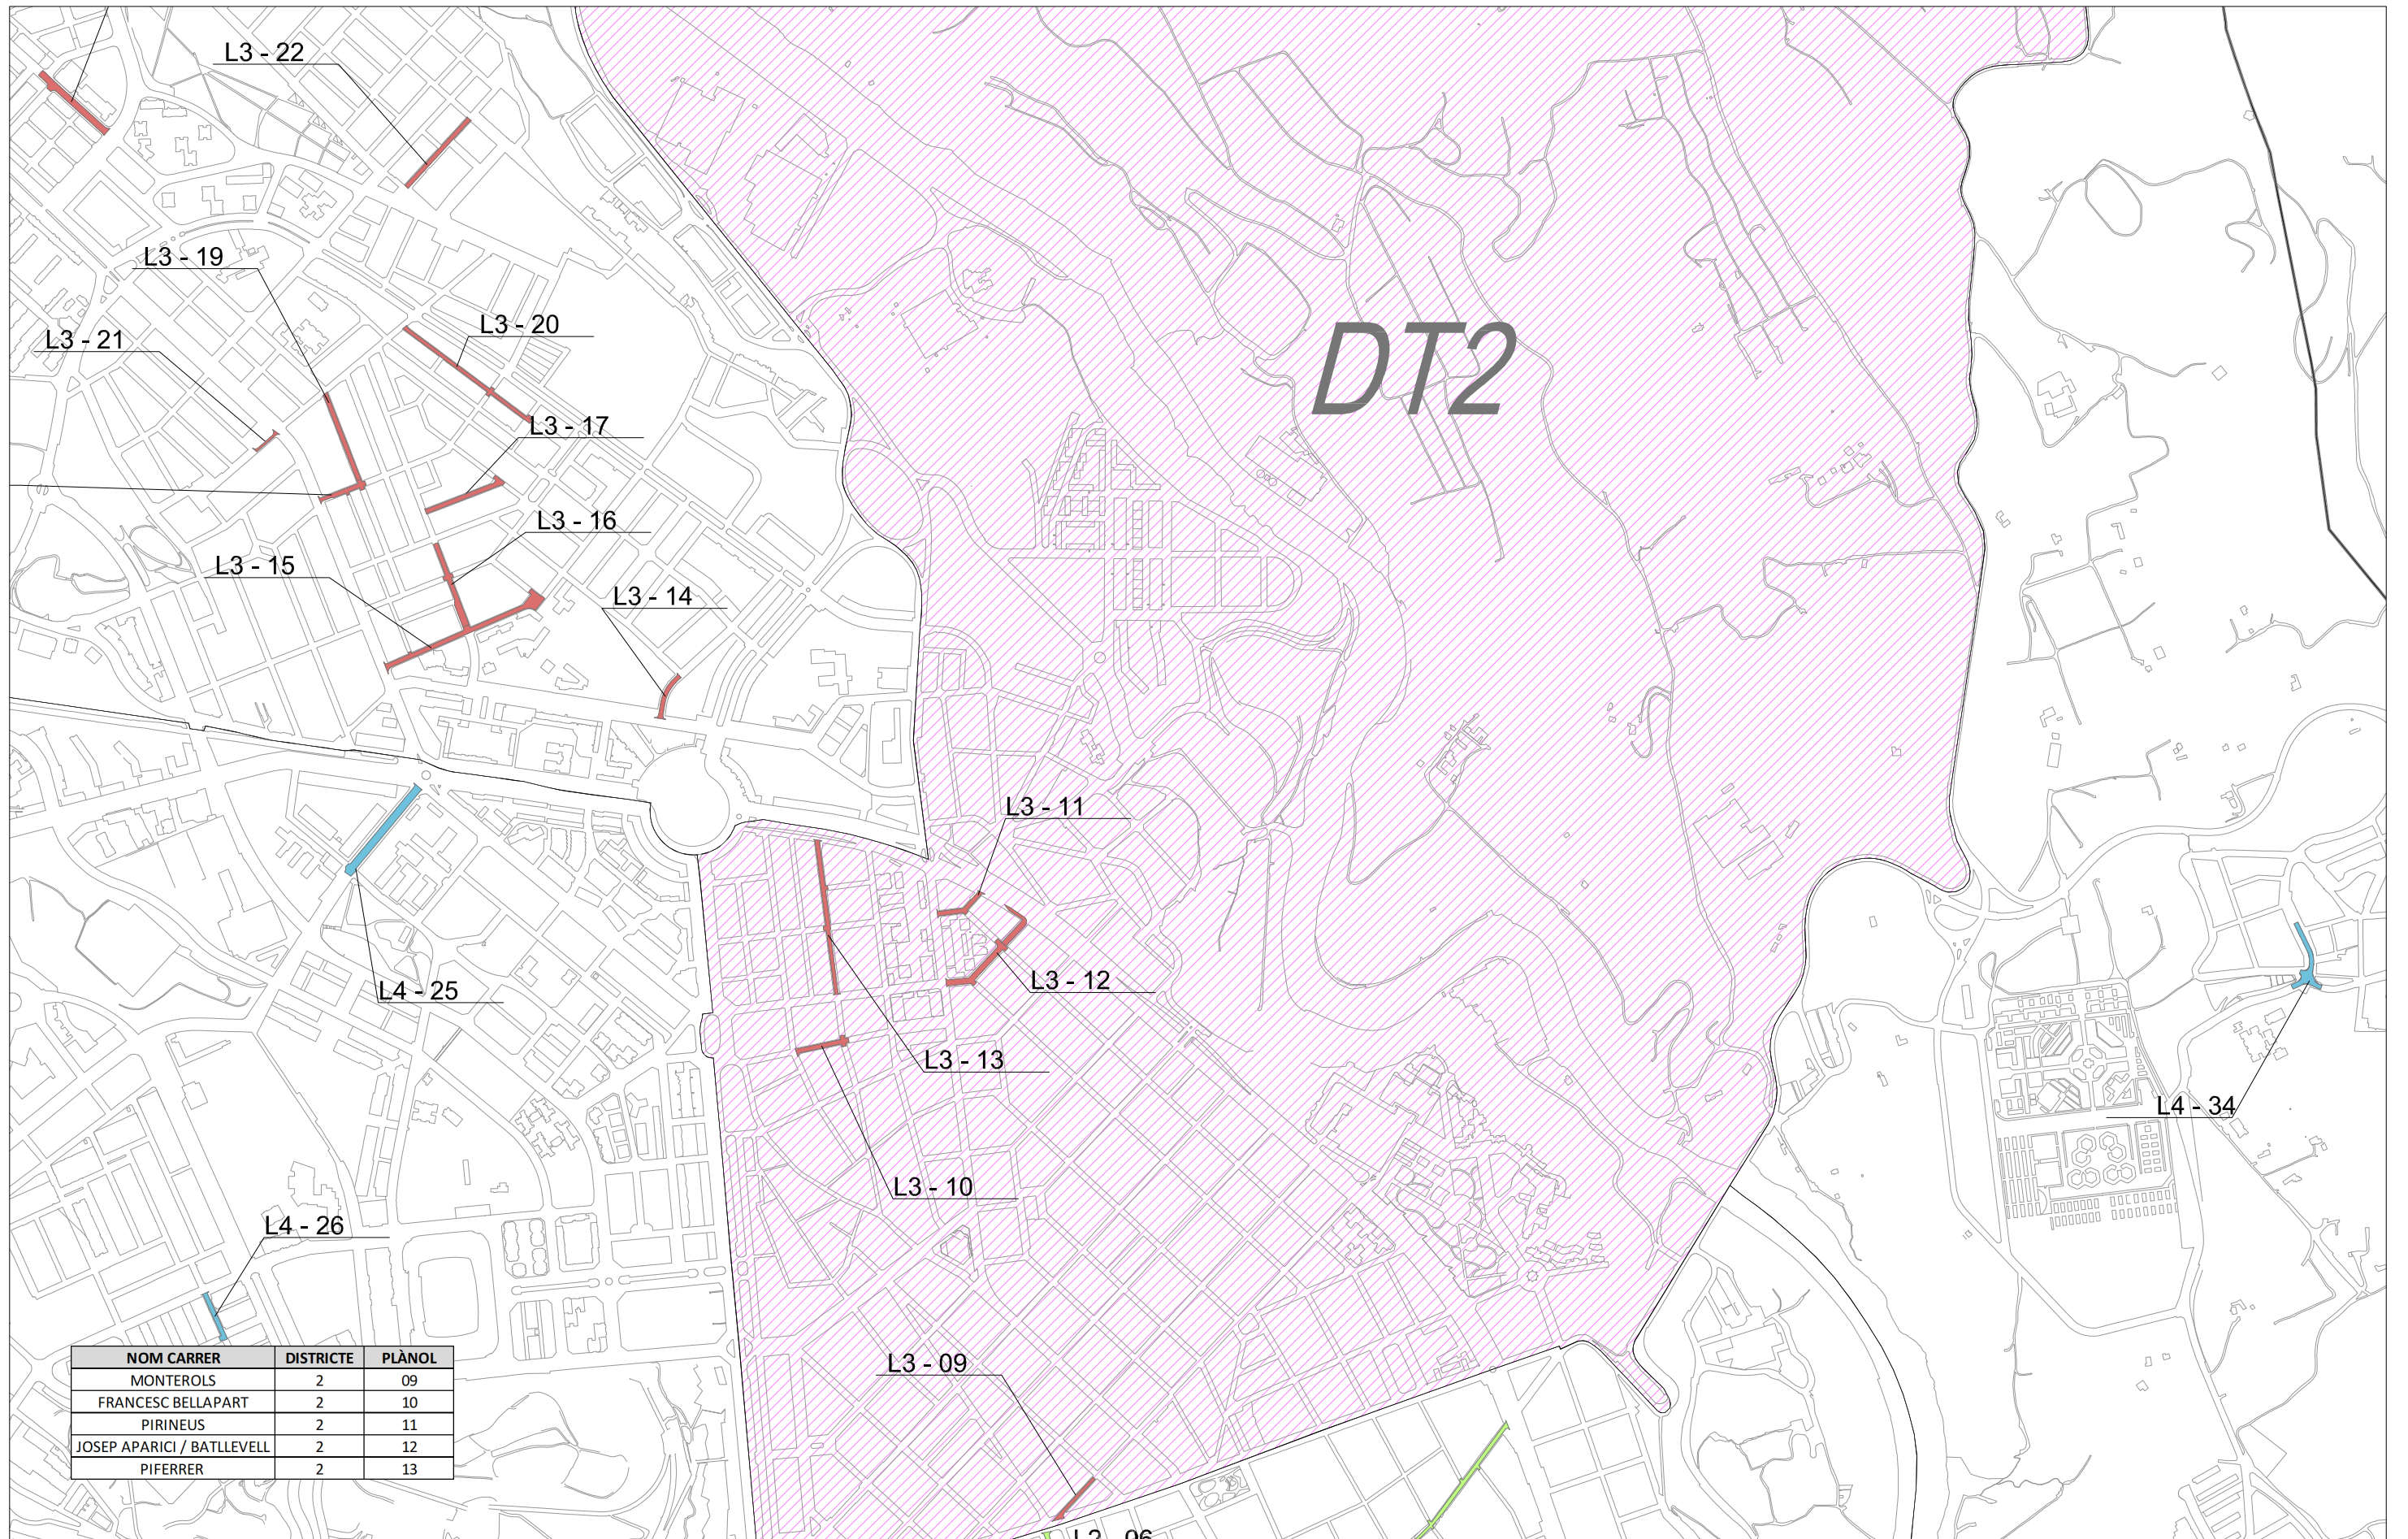 L3 - 22
L3 - 19
L3 - 20
L3 - 21
DT2
L3 - 17
L3 - 16
L3 - 15
L3 - 14
L3 - 11
L3 - 12
L4 - 25
L3 - 13
L4 - 34
L3 - 10
L4 - 26
L3 - 09
NOM CARRER DISTRICTE PLÀNOL
MONTEROLS 2 09
FRANCESC BELLAPART 2 10
PIRINEUS 2 11
JOSEP APARICI / BATLLEVELL 2 12
PIFERRER 2 13
L2 - 06